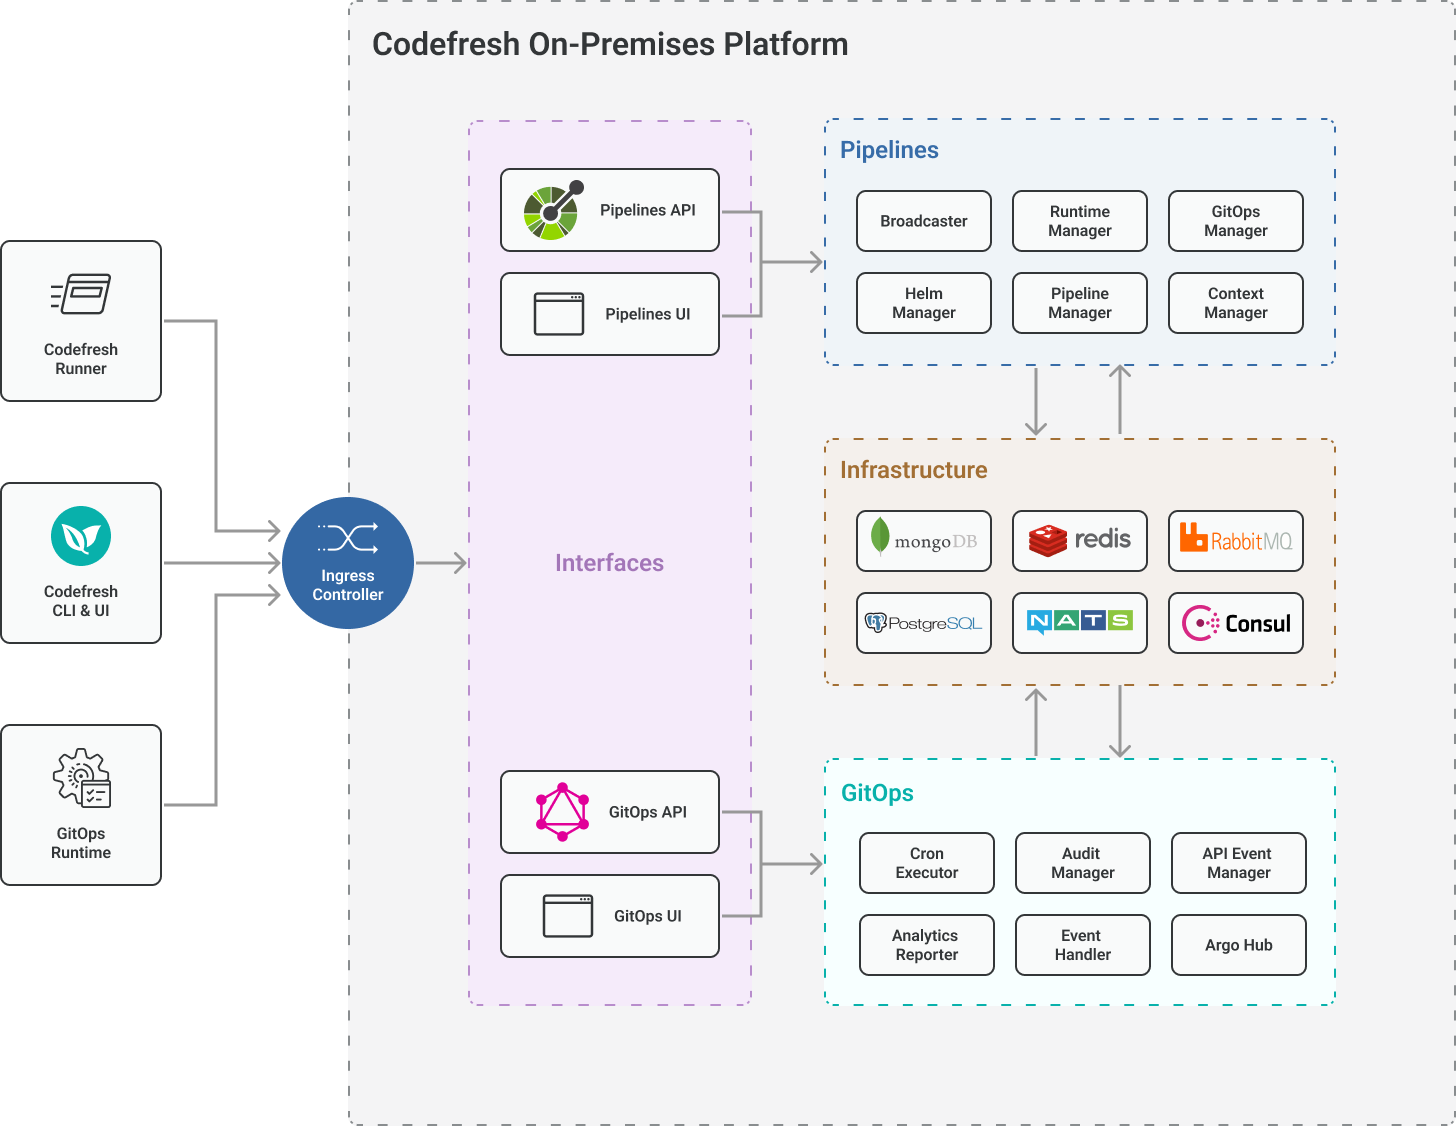 Codefresh On-Premises Platform
Codefresh
Runner
Codefresh
CLI & UI
GitOps
Runtime
Ingress
Controller
Interfaces
Pipelines API
Pipelines UI
GitOps API
GitOps UI
Pipelines
Broadcaster
Runtime
Manager
GitOps
Manager
Helm
Manager
Pipeline
Manager
Context
Manager
Infrastructure
mongoDB
redis
RabbitMQ
PostgreSQL
NATS
Consul
GitOps
Cron
Executor
Audit
Manager
API Event
Manager
Analytics
Reporter
Event
Handler
Argo Hub